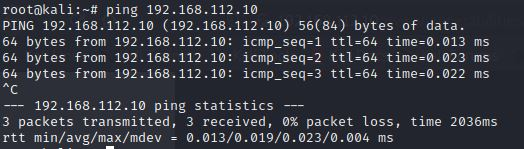 root@kali:~# ping 192.168.112.10
PING 192.168.112.10 (192.168.112.10) 56(84) bytes of data.
64 bytes from 192.168.112.10: icmp_seq=1 ttl=64 time=0.013 ms
64 bytes from 192.168.112.10: icmp_seq=2 ttl=64 time=0.023 ms
64 bytes from 192.168.112.10: icmp_seq=3 ttl=64 time=0.022 ms
^C
--- 192.168.112.10 ping statistics ---
3 packets transmitted, 3 received, 0% packet loss, time 2036ms
rtt min/avg/max/mdev = 0.013/0.019/0.023/0.004 ms